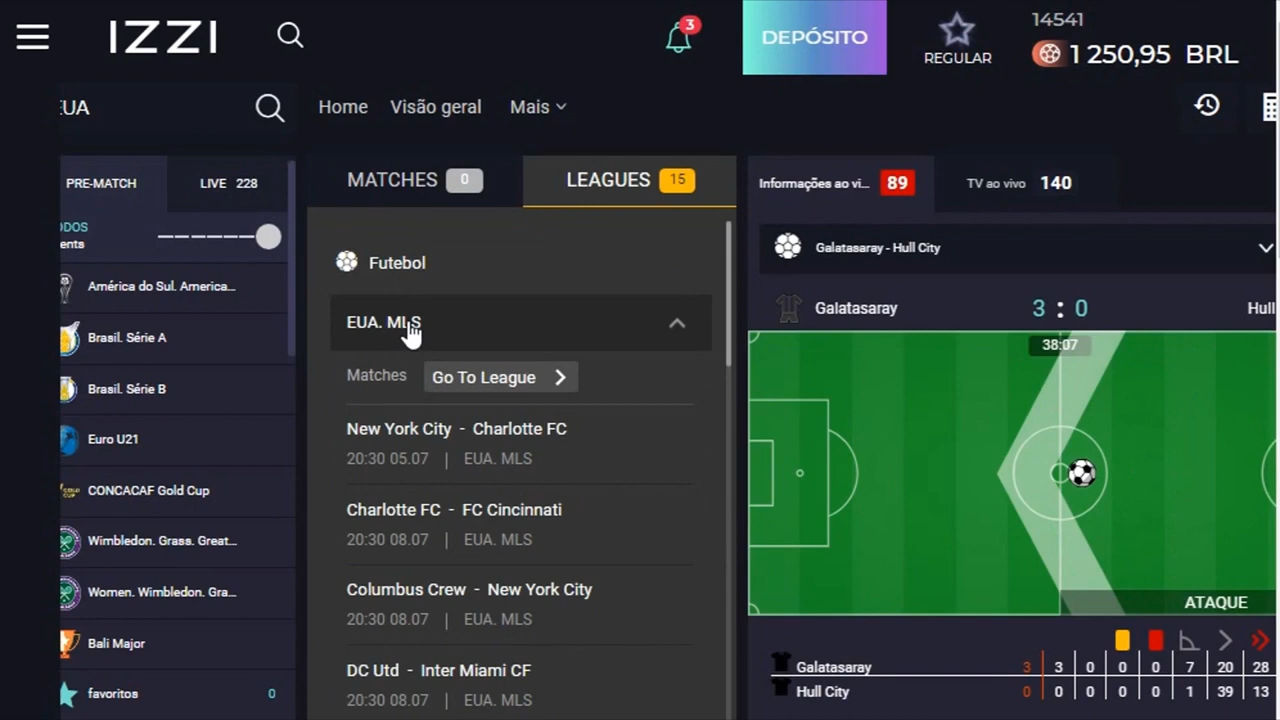 IZZI
3
DEPÓSITO
REGULAR
14541
1 250,95 BRL
EUA
Home Visão geral Mais
PRE-MATCH LIVE 228
MATCHES 0 LEAGUES 15
Informações ao vi... 89 TV ao vivo 140
América do Sul. America...
Brasil. Série A
Brasil. Série B
Euro U21
CONCACAF Gold Cup
Wimbledon. Grass. Great...
Women. Wimbledon. Gra...
Bali Major
favoritos 0
Futebol
EUA. MLS
Matches Go To League
New York City - Charlotte FC
20:30 05.07 | EUA. MLS
Charlotte FC - FC Cincinnati
20:30 08.07 | EUA. MLS
Columbus Crew - New York City
20:30 08.07 | EUA. MLS
DC Utd - Inter Miami CF
20:30 08.07 | EUA. MLS
Galatasaray - Hull City
Galatasaray 3 : 0 Hull
38:07
ATAQUE
Galatasaray 3 3 0 0 0 7 20 28
Hull City 0 0 0 0 0 1 39 13